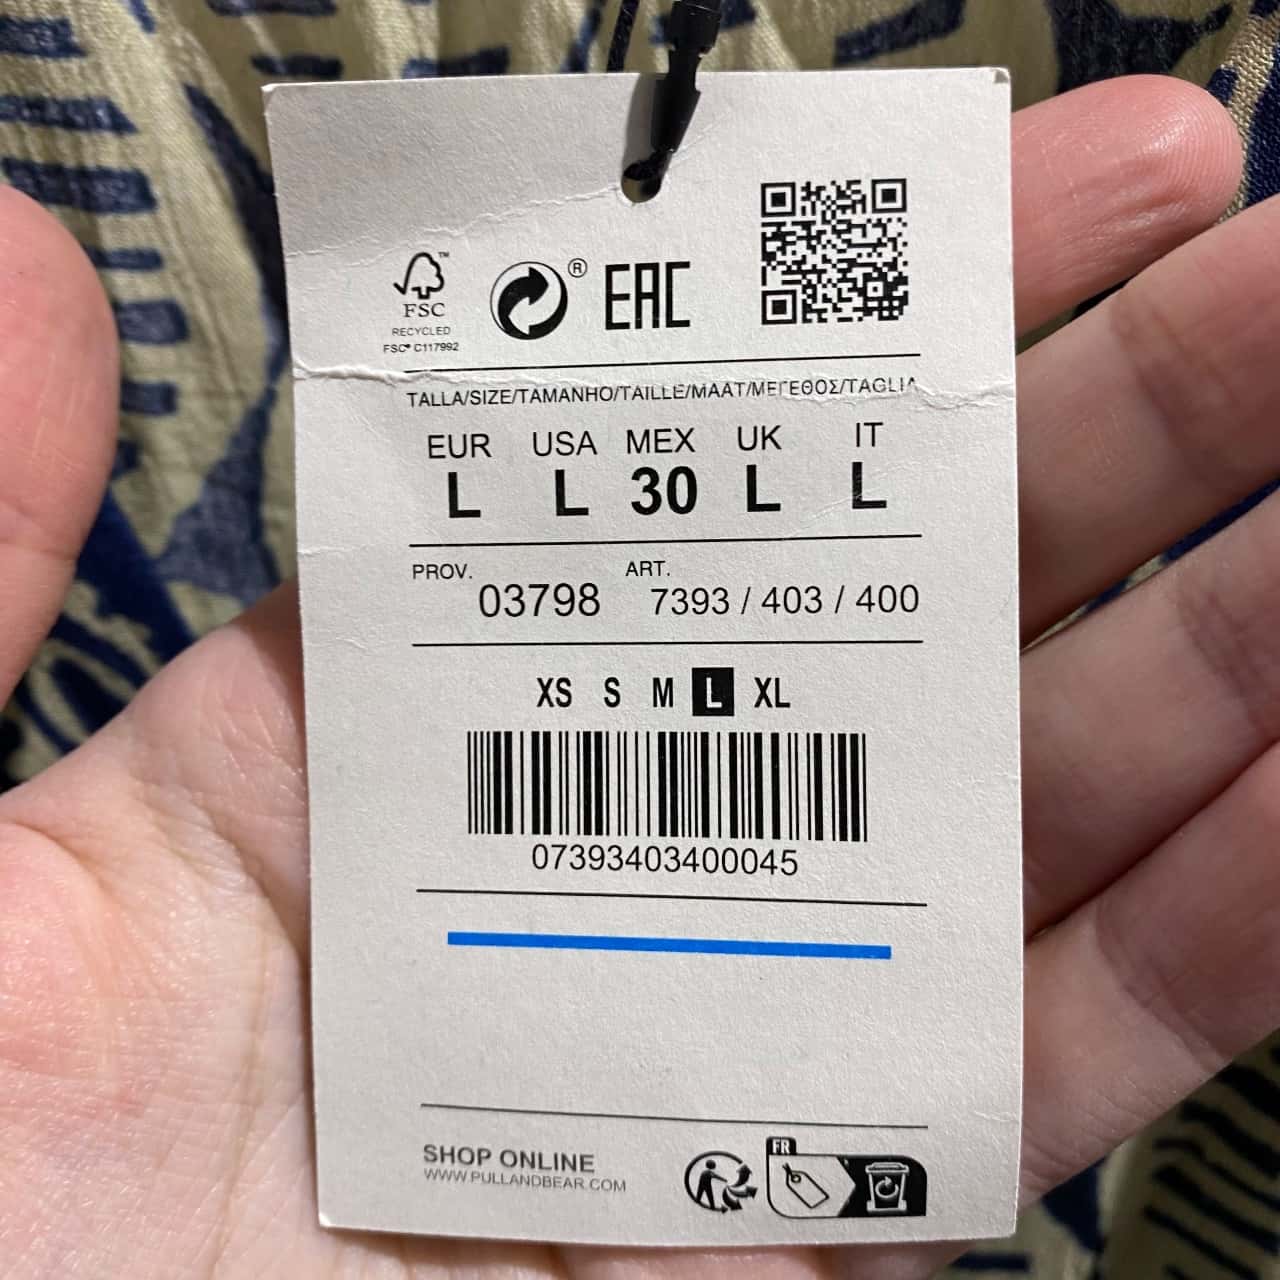 FSC™
RECYCLED
FSC® C117992
®
EAC
TALLA/SIZE/TAMANHO/TAILLE/MAAT/ΜΕΓΕΘΟΣ/TAGLIA
EUR USA MEX UK IT
L L 30 L L
PROV. 03798 ART. 7393 / 403 / 400
XS S M L XL
07393403400045
SHOP ONLINE
WWW.PULLANDBEAR.COM
FR